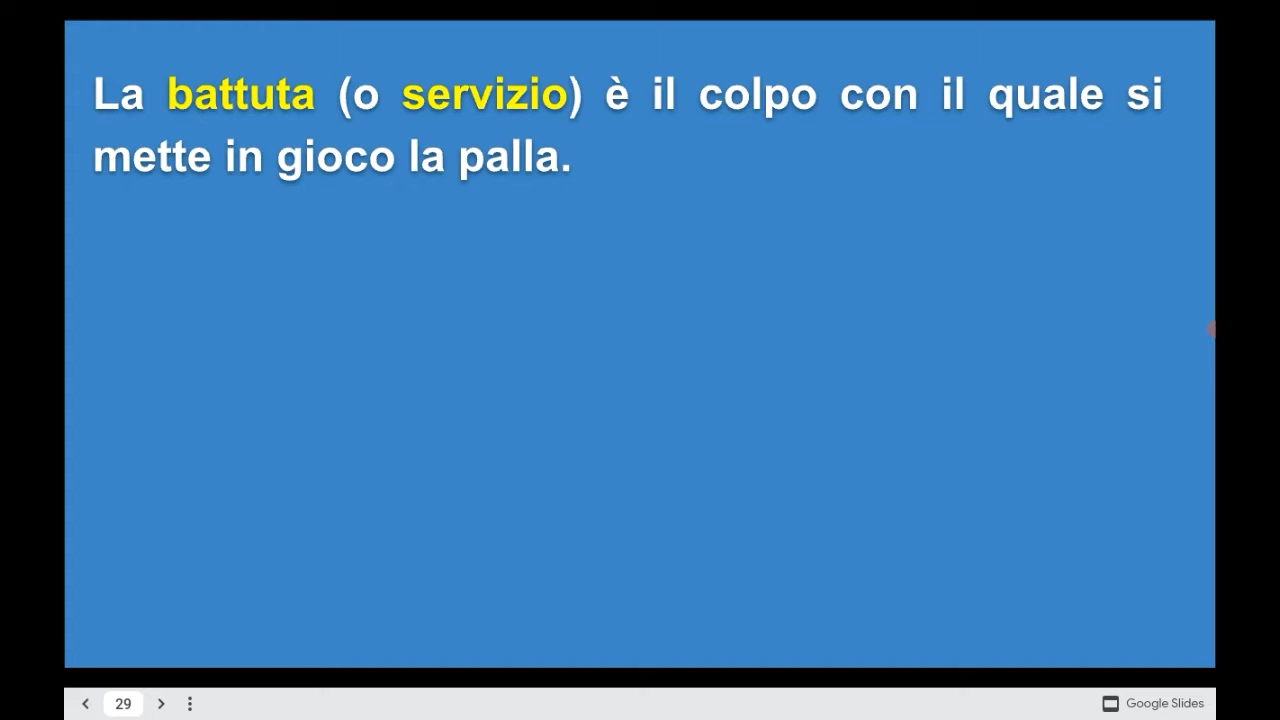 La battuta (o servizio) è il colpo con il quale si
mette in gioco la palla.
29
Google Slides